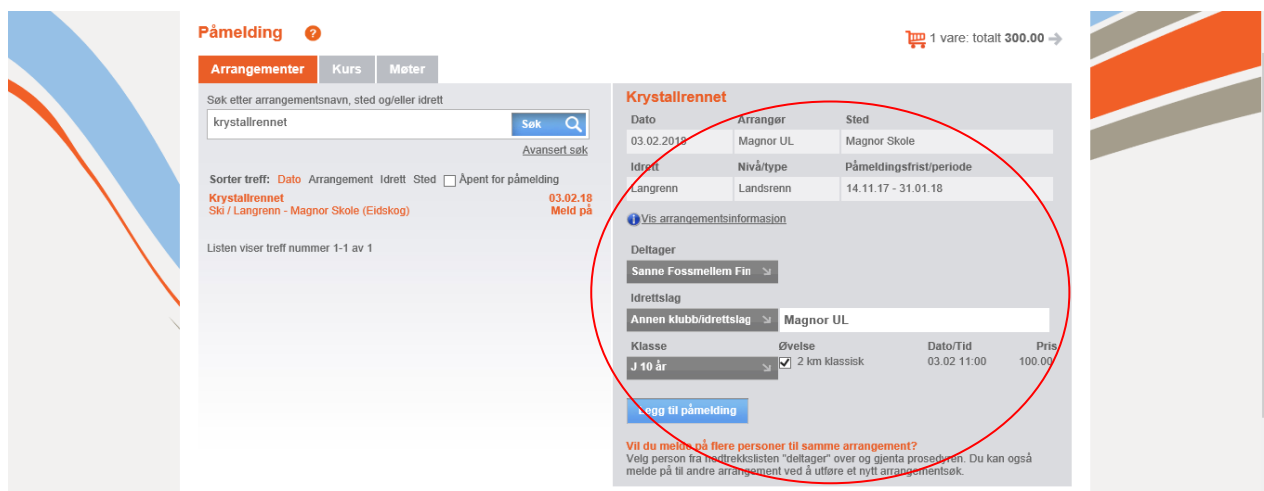 Påmelding ?
1 vare: totalt 300.00
Arrangementer Kurs Møter
Søk etter arrangementsnavn, sted og/eller idrett
krystallrennet Søk
Avansert søk
Sorter treff: Dato Arrangement Idrett Sted Åpent for påmelding
Krystallrennet 03.02.18
Ski / Langrenn - Magnor Skole (Eidskog) Meld på
Listen viser treff nummer 1-1 av 1
Krystallrennet
Dato Arrangør Sted
03.02.2018 Magnor UL Magnor Skole
Idrett Nivå/type Påmeldingsfrist/periode
Langrenn Landsrenn 14.11.17 - 31.01.18
Vis arrangementsinformasjon
Deltager
Sanne Fossmellem Fin
Idrettslag
Annen klubb/idrettslag Magnor UL
Klasse Øvelse Dato/Tid Pris
J 10 år 2 km klassisk 03.02 11:00 100.00
Legg til påmelding
Vil du melde på flere personer til samme arrangement?
Velg person fra nedtrekkslisten "deltager" over og gjenta prosedyren. Du kan også
melde på til andre arrangement ved å utføre et nytt arrangementsøk.